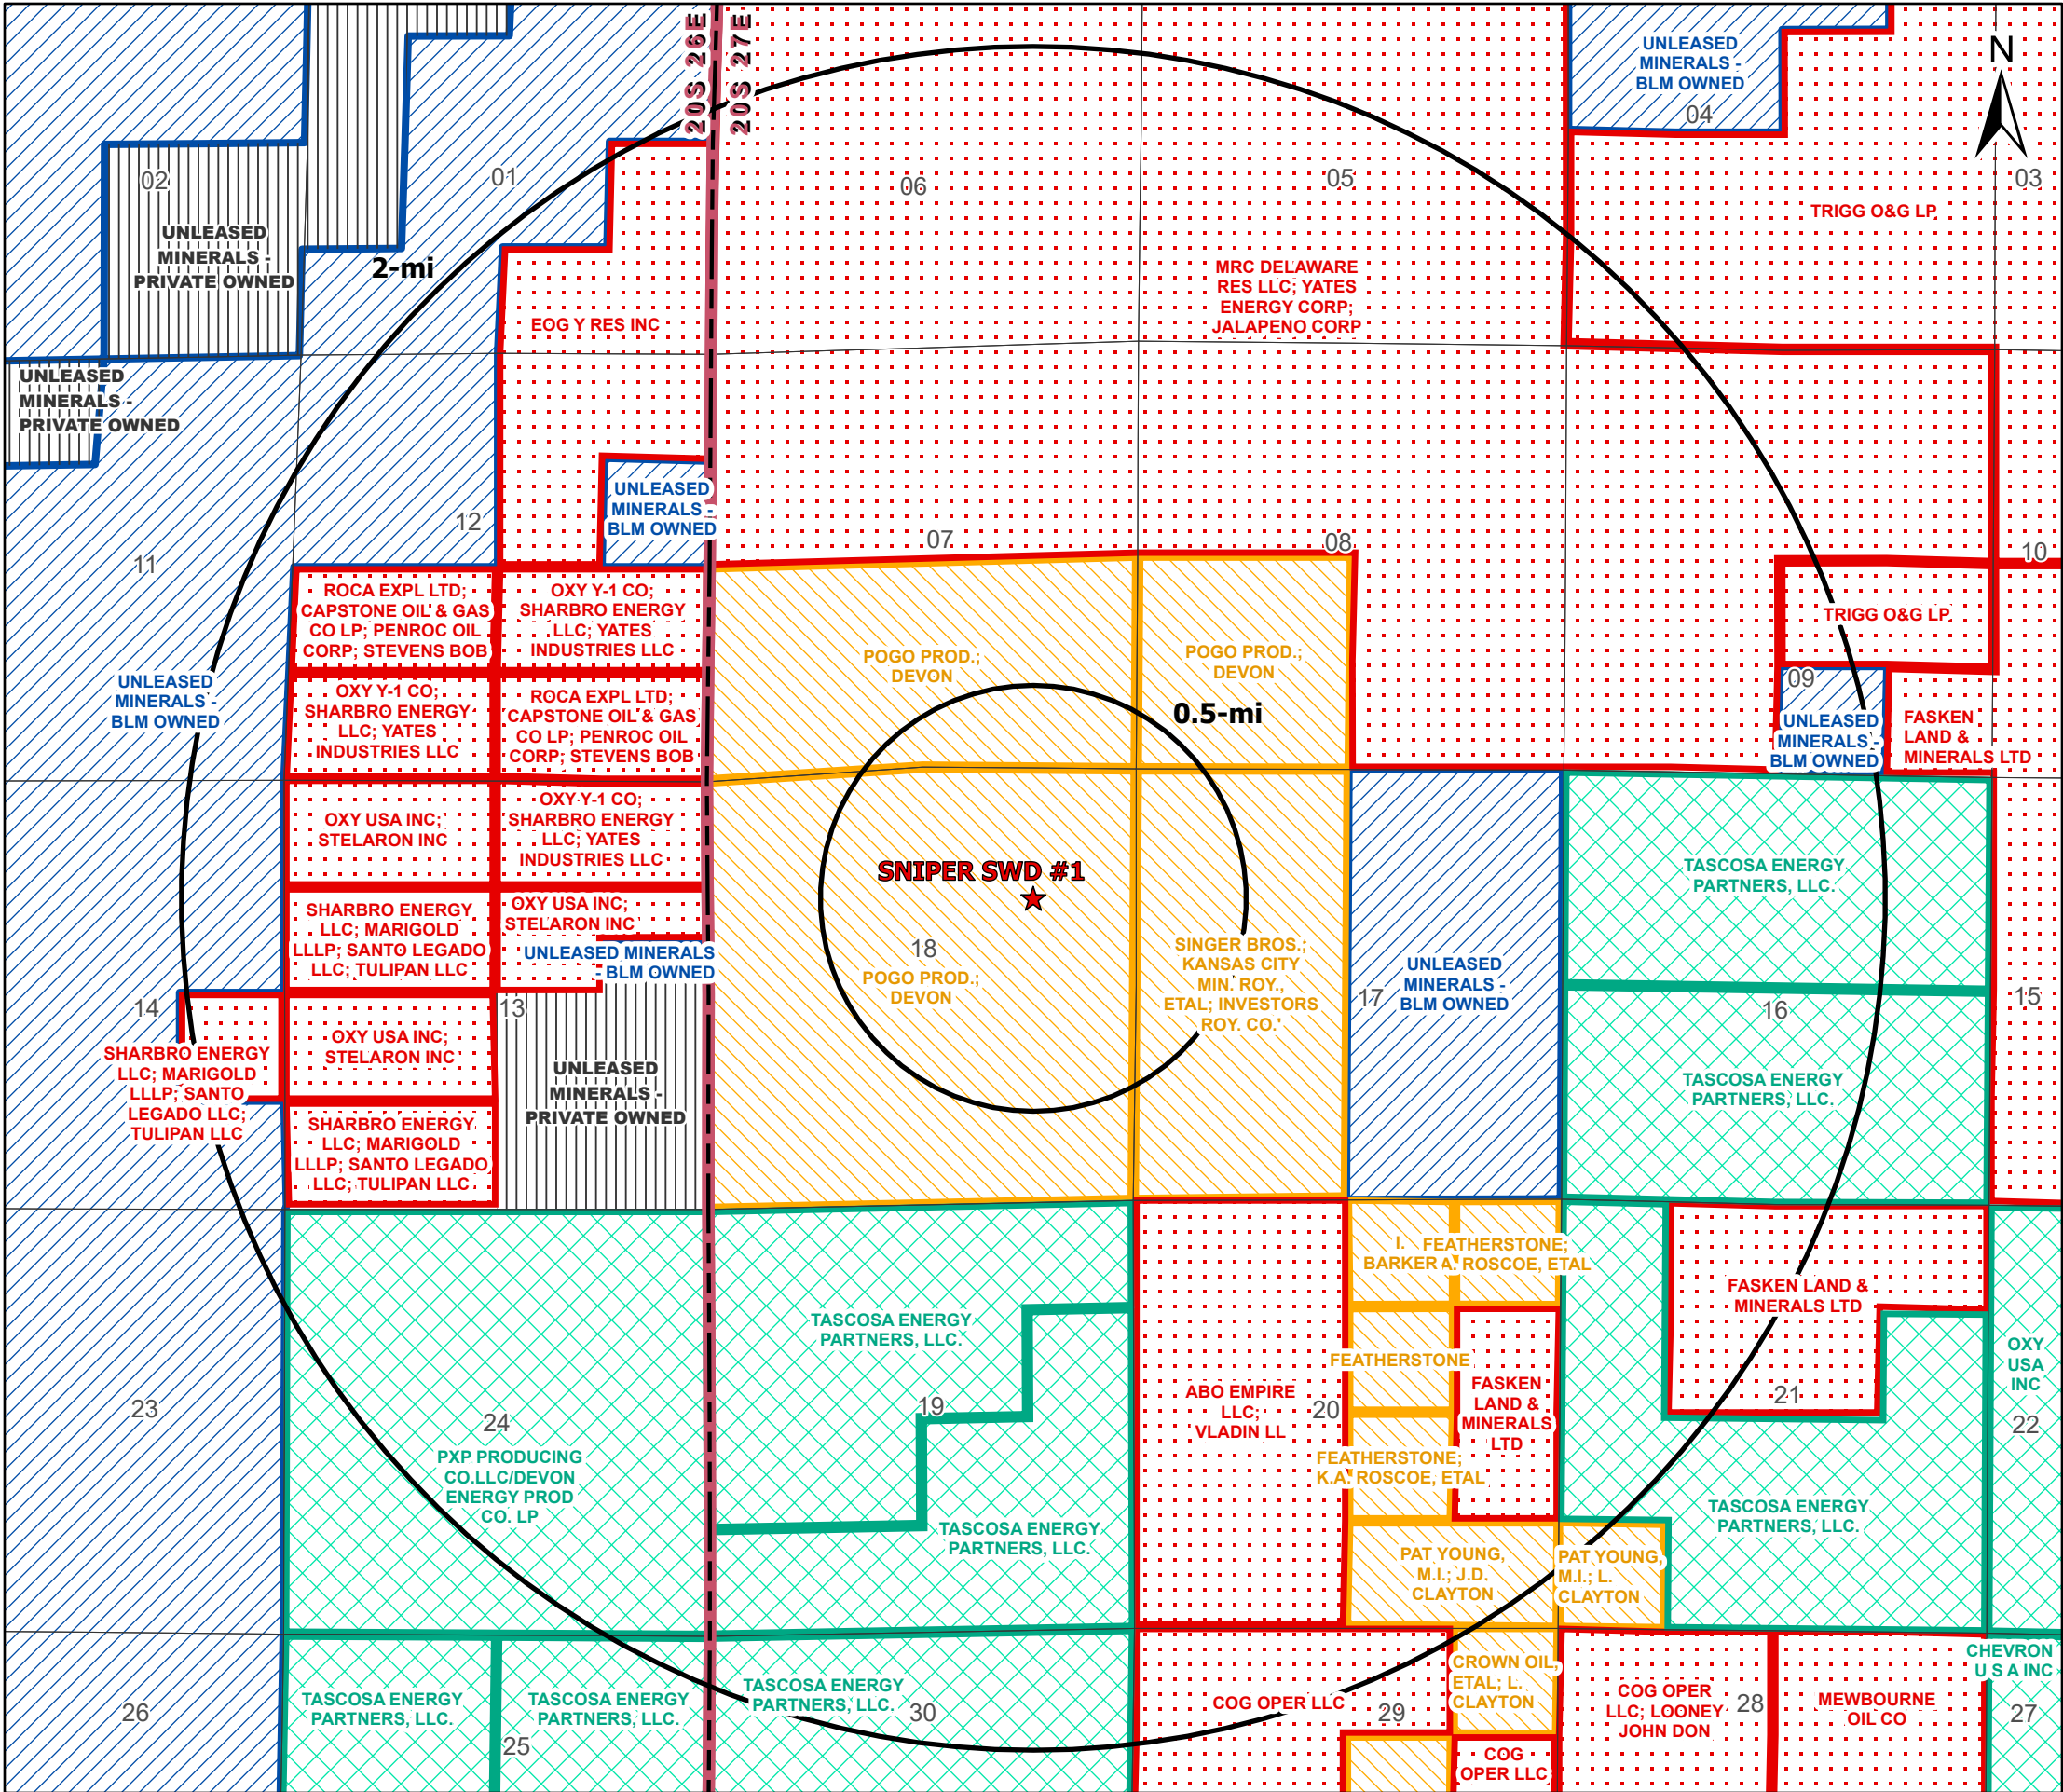 20S 26E
20S 27E
N
UNLEASED
MINERALS -
BLM OWNED
04
03
02
01
06
05
TRIGG O&G LP
UNLEASED
MINERALS -
PRIVATE OWNED
2-mi
EOG Y RES INC
MRC DELAWARE
RES LLC; YATES
ENERGY CORP;
JALAPENO CORP
UNLEASED
MINERALS -
PRIVATE OWNED
UNLEASED
MINERALS -
BLM OWNED
12
11
07
08
10
ROCA EXPL LTD;
CAPSTONE OIL & GAS
CO LP; PENROC OIL
CORP; STEVENS BOB
OXY Y-1 CO;
SHARBRO ENERGY
LLC; YATES
INDUSTRIES LLC
POGO PROD.;
DEVON
POGO PROD.;
DEVON
TRIGG O&G LP
09
UNLEASED
MINERALS -
BLM OWNED
OXY Y-1 CO;
SHARBRO ENERGY
LLC; YATES
INDUSTRIES LLC
ROCA EXPL LTD;
CAPSTONE OIL & GAS
CO LP; PENROC OIL
CORP; STEVENS BOB
0.5-mi
UNLEASED
MINERALS -
BLM OWNED
FASKEN
LAND &
MINERALS LTD
OXY USA INC;
STELARON INC
OXY Y-1 CO;
SHARBRO ENERGY
LLC; YATES
INDUSTRIES LLC
SNIPER SWD #1
TASCOSA ENERGY
PARTNERS, LLC.
SHARBRO ENERGY
LLC; MARIGOLD
LLLP; SANTO LEGADO
LLC; TULIPAN LLC
OXY USA INC;
STELARON INC
UNLEASED MINERALS
- BLM OWNED
18
POGO PROD.;
DEVON
SINGER BROS.;
KANSAS CITY
MIN. ROY.,
ETAL; INVESTORS
ROY. CO.
17
UNLEASED
MINERALS -
BLM OWNED
16
15
14
13
SHARBRO ENERGY
LLC; MARIGOLD
LLLP; SANTO
LEGADO LLC;
TULIPAN LLC
OXY USA INC;
STELARON INC
UNLEASED
MINERALS -
PRIVATE OWNED
TASCOSA ENERGY
PARTNERS, LLC.
SHARBRO ENERGY
LLC; MARIGOLD
LLLP; SANTO LEGADO
LLC; TULIPAN LLC
I.
BARKER
FEATHERSTONE;
A. ROSCOE, ETAL
FASKEN LAND &
MINERALS LTD
TASCOSA ENERGY
PARTNERS, LLC.
FEATHERSTONE
OXY
USA
INC
23
24
19
ABO EMPIRE
LLC;
VLADIN LL
20
FASKEN
LAND &
MINERALS
LTD
21
22
PXP PRODUCING
CO.LLC/DEVON
ENERGY PROD
CO. LP
FEATHERSTONE;
K.A. ROSCOE, ETAL
TASCOSA ENERGY
PARTNERS, LLC.
TASCOSA ENERGY
PARTNERS, LLC.
PAT YOUNG,
M.I.; J.D.
CLAYTON
PAT YOUNG,
M.I.; L.
CLAYTON
CROWN OIL,
ETAL; L.
CLAYTON
CHEVRON
U S A INC
26
TASCOSA ENERGY
PARTNERS, LLC.
25
TASCOSA ENERGY
PARTNERS, LLC.
TASCOSA ENERGY
PARTNERS, LLC.
30
COG OPER LLC
29
COG OPER
LLC; LOONEY
JOHN DON
28
MEWBOURNE
OIL CO
27
COG
OPER LLC